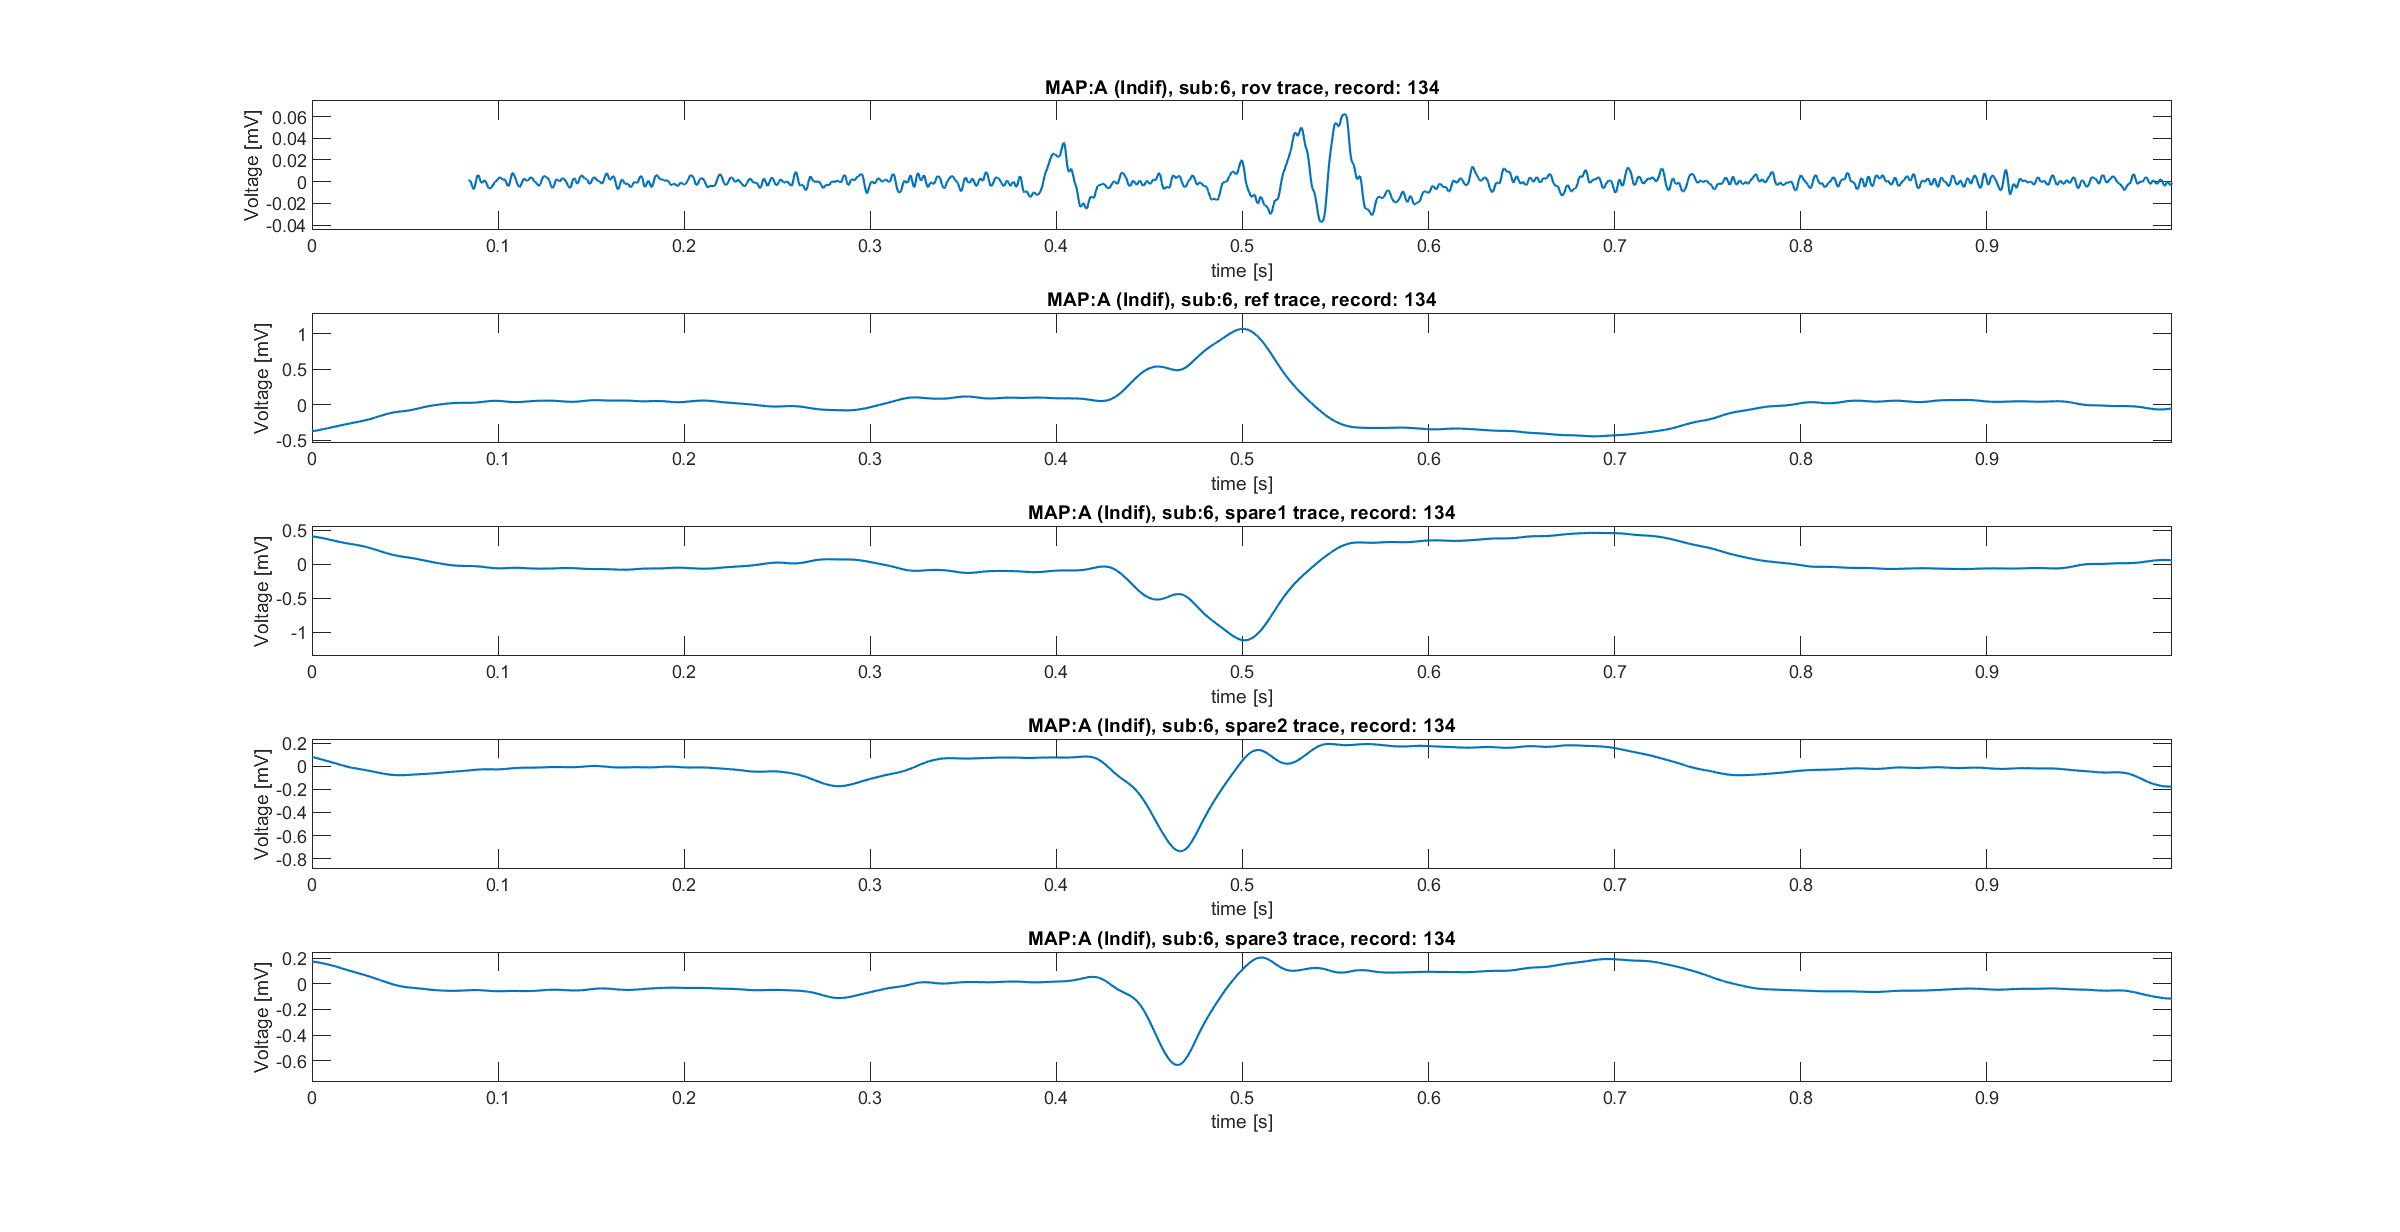 MAP:A (Indif), sub:6, rov trace, record: 134
Voltage [mV]
0.06
0.04
0.02
0
-0.02
-0.04
0 0.1 0.2 0.3 0.4 0.5 0.6 0.7 0.8 0.9
time [s]
MAP:A (Indif), sub:6, ref trace, record: 134
Voltage [mV]
1
0.5
0
-0.5
0 0.1 0.2 0.3 0.4 0.5 0.6 0.7 0.8 0.9
time [s]
MAP:A (Indif), sub:6, spare1 trace, record: 134
Voltage [mV]
0.5
0
-0.5
-1
0 0.1 0.2 0.3 0.4 0.5 0.6 0.7 0.8 0.9
time [s]
MAP:A (Indif), sub:6, spare2 trace, record: 134
Voltage [mV]
0.2
0
-0.2
-0.4
-0.6
-0.8
0 0.1 0.2 0.3 0.4 0.5 0.6 0.7 0.8 0.9
time [s]
MAP:A (Indif), sub:6, spare3 trace, record: 134
Voltage [mV]
0.2
0
-0.2
-0.4
-0.6
0 0.1 0.2 0.3 0.4 0.5 0.6 0.7 0.8 0.9
time [s]